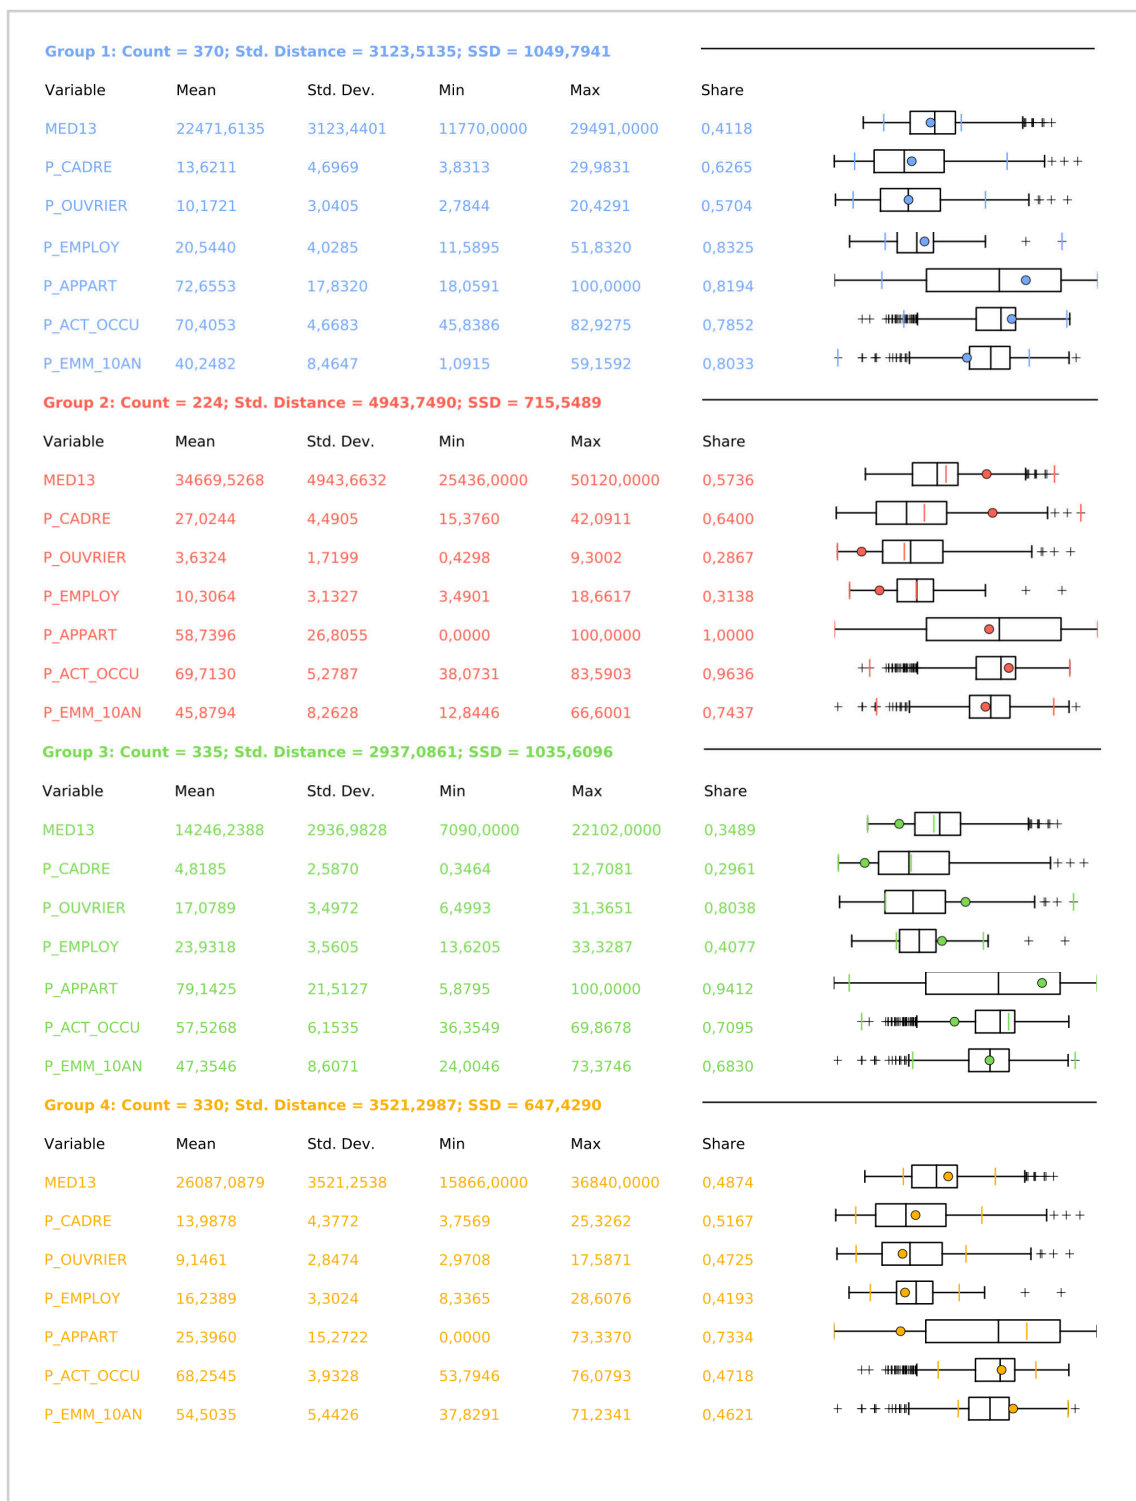 Group 1: Count = 370; Std. Distance = 3123,5135; SSD = 1049,7941
Variable Mean Std. Dev. Min Max Share
MED13 22471,6135 3123,4401 11770,0000 29491,0000 0,4118
P_CADRE 13,6211 4,6969 3,8313 29,9831 0,6265
P_OUVRIER 10,1721 3,0405 2,7844 20,4291 0,5704
P_EMPLOY 20,5440 4,0285 11,5895 51,8320 0,8325
P_APPART 72,6553 17,8320 18,0591 100,0000 0,8194
P_ACT_OCCU 70,4053 4,6683 45,8386 82,9275 0,7852
P_EMM_10AN 40,2482 8,4647 1,0915 59,1592 0,8033
Group 2: Count = 224; Std. Distance = 4943,7490; SSD = 715,5489
Variable Mean Std. Dev. Min Max Share
MED13 34669,5268 4943,6632 25436,0000 50120,0000 0,5736
P_CADRE 27,0244 4,4905 15,3760 42,0911 0,6400
P_OUVRIER 3,6324 1,7199 0,4298 9,3002 0,2867
P_EMPLOY 10,3064 3,1327 3,4901 18,6617 0,3138
P_APPART 58,7396 26,8055 0,0000 100,0000 1,0000
P_ACT_OCCU 69,7130 5,2787 38,0731 83,5903 0,9636
P_EMM_10AN 45,8794 8,2628 12,8446 66,6001 0,7437
Group 3: Count = 335; Std. Distance = 2937,0861; SSD = 1035,6096
Variable Mean Std. Dev. Min Max Share
MED13 14246,2388 2936,9828 7090,0000 22102,0000 0,3489
P_CADRE 4,8185 2,5870 0,3464 12,7081 0,2961
P_OUVRIER 17,0789 3,4972 6,4993 31,3651 0,8038
P_EMPLOY 23,9318 3,5605 13,6205 33,3287 0,4077
P_APPART 79,1425 21,5127 5,8795 100,0000 0,9412
P_ACT_OCCU 57,5268 6,1535 36,3549 69,8678 0,7095
P_EMM_10AN 47,3546 8,6071 24,0046 73,3746 0,6830
Group 4: Count = 330; Std. Distance = 3521,2987; SSD = 647,4290
Variable Mean Std. Dev. Min Max Share
MED13 26087,0879 3521,2538 15866,0000 36840,0000 0,4874
P_CADRE 13,9878 4,3772 3,7569 25,3262 0,5167
P_OUVRIER 9,1461 2,8474 2,9708 17,5871 0,4725
P_EMPLOY 16,2389 3,3024 8,3365 28,6076 0,4193
P_APPART 25,3960 15,2722 0,0000 73,3370 0,7334
P_ACT_OCCU 68,2545 3,9328 53,7946 76,0793 0,4718
P_EMM_10AN 54,5035 5,4426 37,8291 71,2341 0,4621